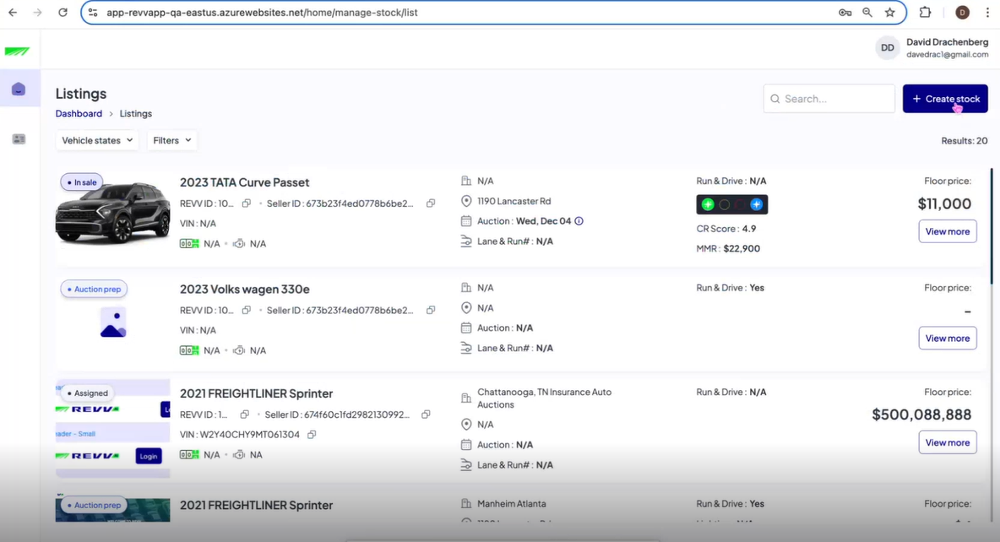 app-revvapp-qa-eastus.azurewebsites.net/home/manage-stock/list
D
DD
David Drachenberg
davedrac1@gmail.com
Listings
Dashboard > Listings
Search...
+ Create stock
Vehicle states
Filters
Results: 20
In sale
2023 TATA Curve Passet
REVV ID : 10... • Seller ID : 673b23f4ed0778b6be2...
VIN : N/A
N/A • N/A
N/A
1190 Lancaster Rd
Auction : Wed, Dec 04
Lane & Run# : N/A
Run & Drive : N/A
CR Score : 4.9
MMR : $22,900
Floor price:
$11,000
View more
Auction prep
2023 Volks wagen 330e
REVV ID : 10... • Seller ID : 673b23f4ed0778b6be2...
VIN : N/A
N/A • N/A
N/A
N/A
Auction : N/A
Lane & Run# : N/A
Run & Drive : Yes
Floor price:
–
View more
Assigned
REVV
eader - Small
REVV
Login
2021 FREIGHTLINER Sprinter
REVV ID : 1... • Seller ID : 674f60c1fd2982130992...
VIN : W2Y40CHY9MT061304
N/A • NA
Chattanooga, TN Insurance Auto
Auctions
N/A
Auction : N/A
Lane & Run# : N/A
Run & Drive : N/A
Floor price:
$500,088,888
View more
Auction prep
2021 FREIGHTLINER Sprinter
Manheim Atlanta
Run & Drive : Yes
Floor price: